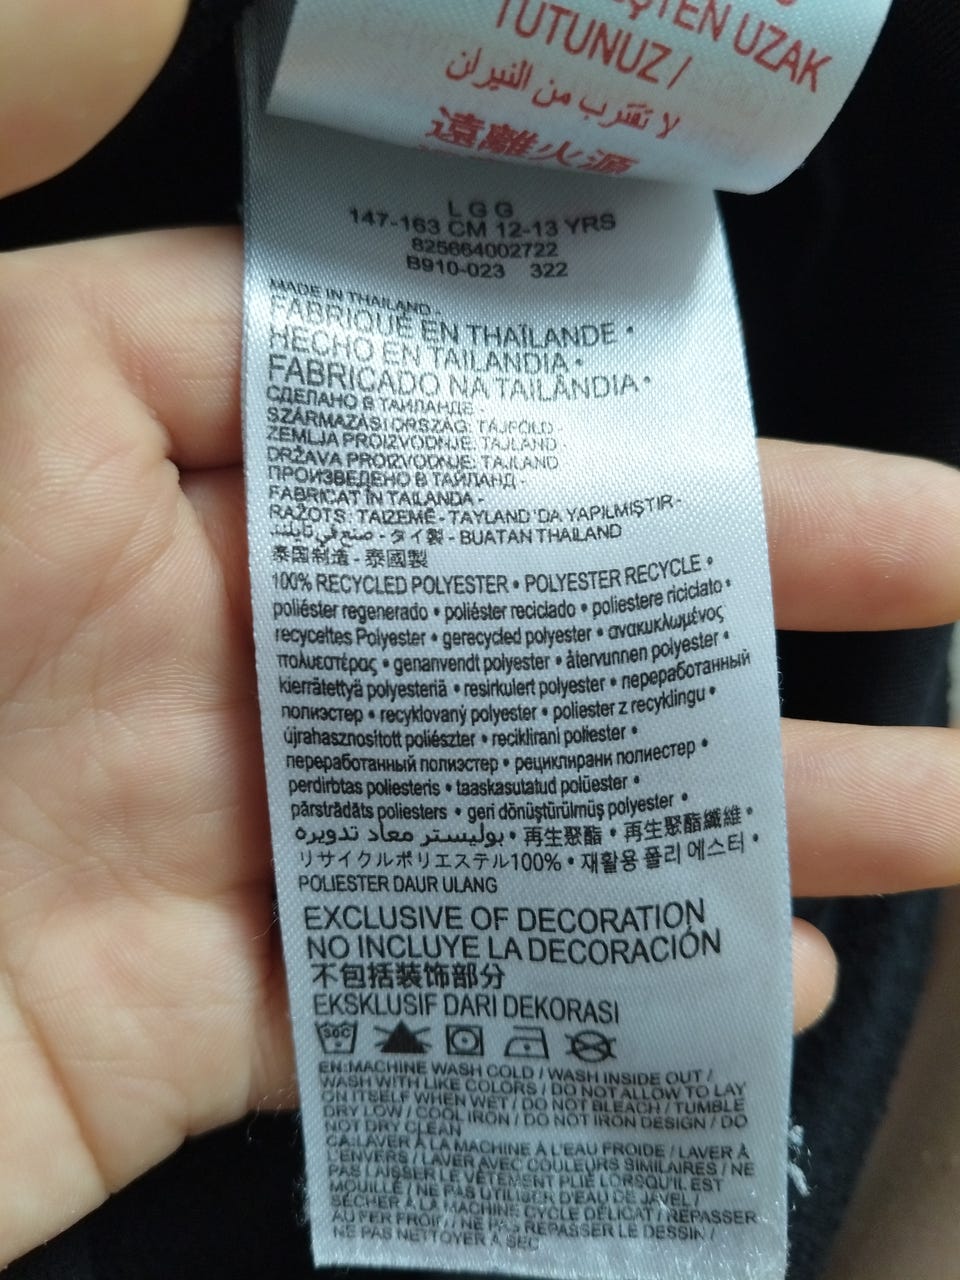 UZAK
TUTUNUZ /
لا تقترب من النيران
遠離火源
L G G
147-163 CM 12-13 YRS
825664002722
B910-023 322
MADE IN THAILAND -
FABRIQUÉ EN THAÏLANDE •
HECHO EN TAILANDIA •
FABRICADO NA TAILÂNDIA •
СДЕЛАНО В ТАИЛАНДЕ -
SZÁRMAZÁSI ORSZÁG: TÁJFÖLD -
ZEMLJA PROIZVODNJE: TAJLAND -
DRŽAVA PROIZVODNJE: TAJLAND
ПРОИЗВЕДЕНО В ТАЙЛАНД -
FABRICAT ÎN TAILANDA -
RAŽOTS: TAIZEMĒ - TAYLAND'DA YAPILMIŞTIR -
صنع في تايلند - タイ製 - BUATAN THAILAND
泰国制造 - 泰國製
100% RECYCLED POLYESTER • POLYESTER RECYCLE •
poliéster regenerado • poliéster reciclado • poliestere riciclato •
recyceltes Polyester • gerecycled polyester • ανακυκλωμένος
πολυεστέρας • genanvendt polyester • återvunnen polyester •
kierrätettyä polyesteriä • resirkulert polyester • переработанный
полиэстер • recyklovaný polyester • poliester z recyklingu •
újrahasznosított poliészter • reciklirani poliester •
переработанный полиэстер • рециклирани полиестер •
perdirbtas poliesteris • taaskasutatud polüester •
pārstrādāts poliesters • geri dönüştürülmüş polyester •
بوليستر معاد تدويره • 再生聚酯 • 再生聚酯纖維 •
リサイクルポリエステル100% • 재활용 폴리 에스터 •
POLIESTER DAUR ULANG
EXCLUSIVE OF DECORATION
NO INCLUYE LA DECORACIÓN
不包括装饰部分
EKSKLUSIF DARI DEKORASI
EN:MACHINE WASH COLD / WASH INSIDE OUT /
WASH WITH LIKE COLORS / DO NOT ALLOW TO LAY
ON ITSELF WHEN WET / DO NOT BLEACH / TUMBLE
DRY LOW / COOL IRON / DO NOT IRON DESIGN / DO
NOT DRY CLEAN
CA:LAVER À LA MACHINE À L'EAU FROIDE / LAVER À
L'ENVERS / LAVER AVEC COULEURS SIMILAIRES / NE
PAS LAISSER LE VÊTEMENT PLIÉ LORSQU'IL EST
MOUILLÉ / NE PAS UTILISER D'EAU DE JAVEL /
SÉCHER À LA MACHINE CYCLE DÉLICAT / REPASSER
AU FER FROID / NE PAS REPASSER LE DESSIN /
NE PAS NETTOYER À SEC